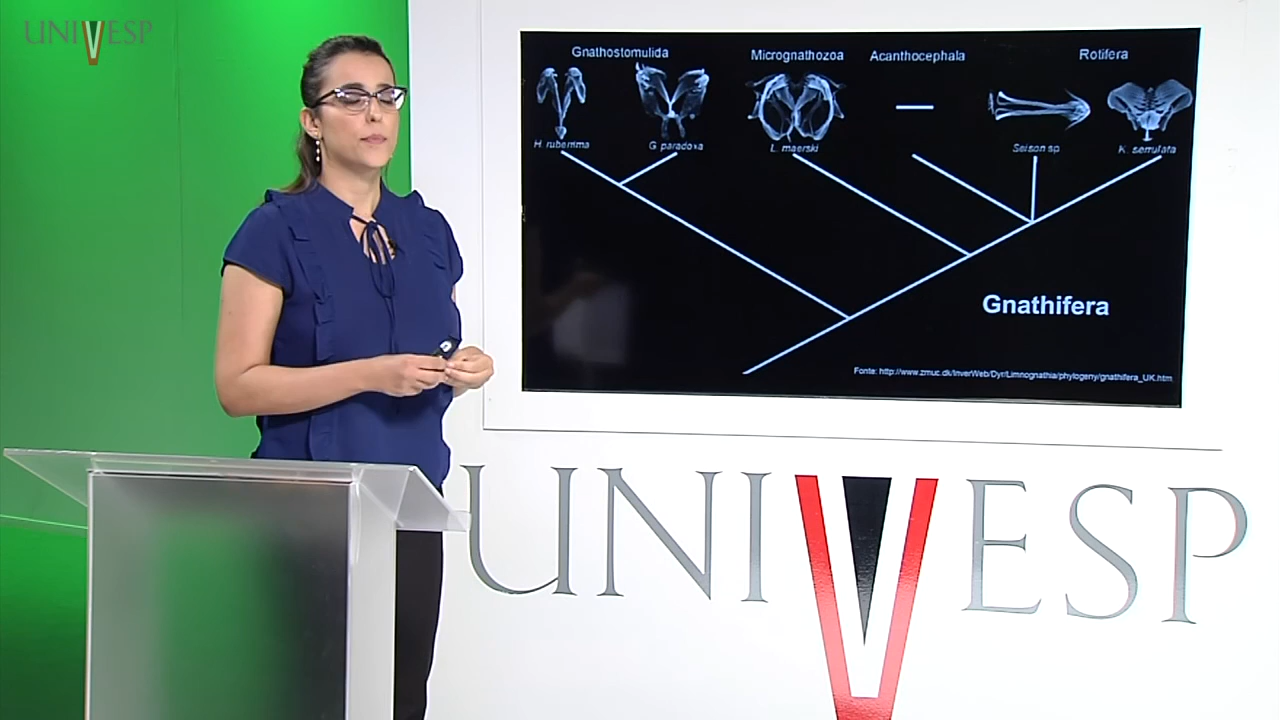 UNIVESP
Gnathostomulida Micrognathozoa Acanthocephala Rotifera
G. paradoxa L. maerski Seison sp K. serrulata
Gnathifera
Fonte: http://www.zmuc.dk/InverWeb/Dyr/Limnognathia/phylogeny/gnathifera_UK.htm
UNIVESP